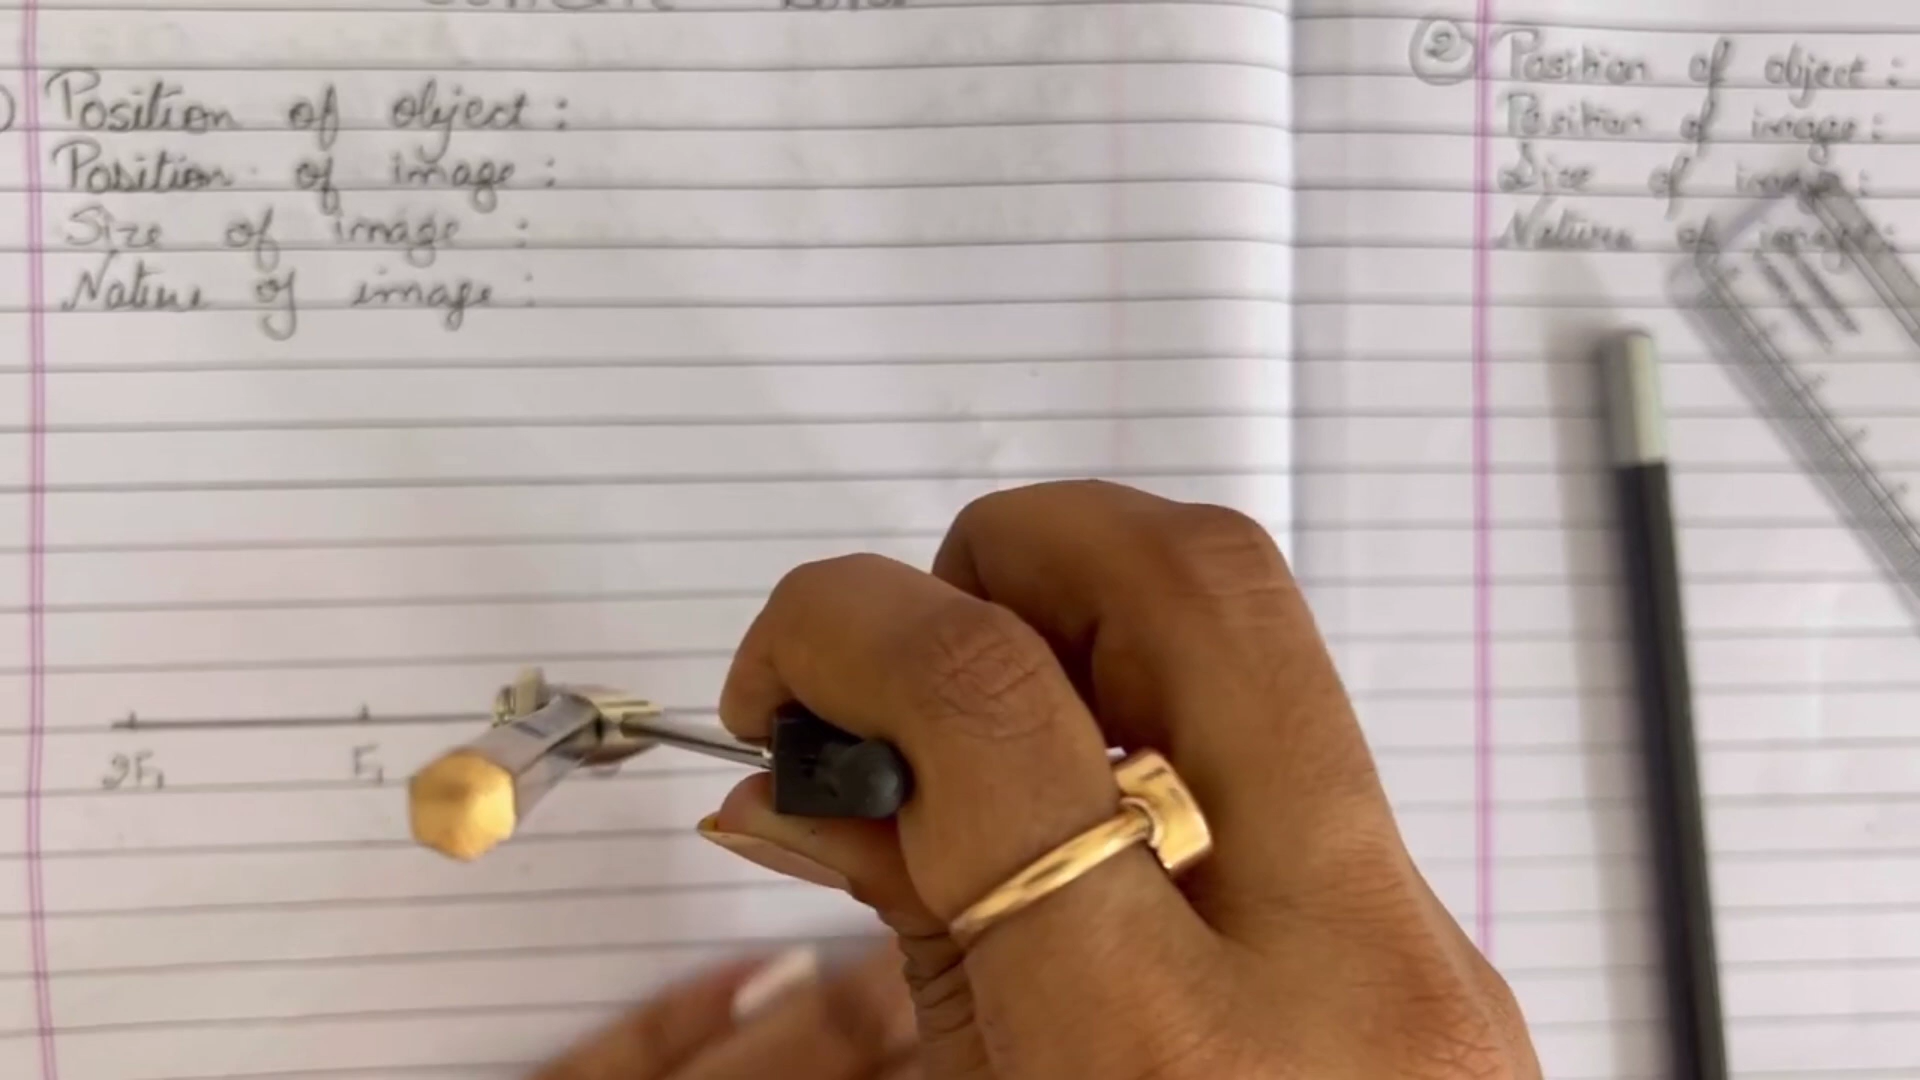 Position of object :
Position of image :
Size of image :
Nature of image :
2F₁ F₁
② Position of object :
Position of image :
Size of image :
Nature of image :